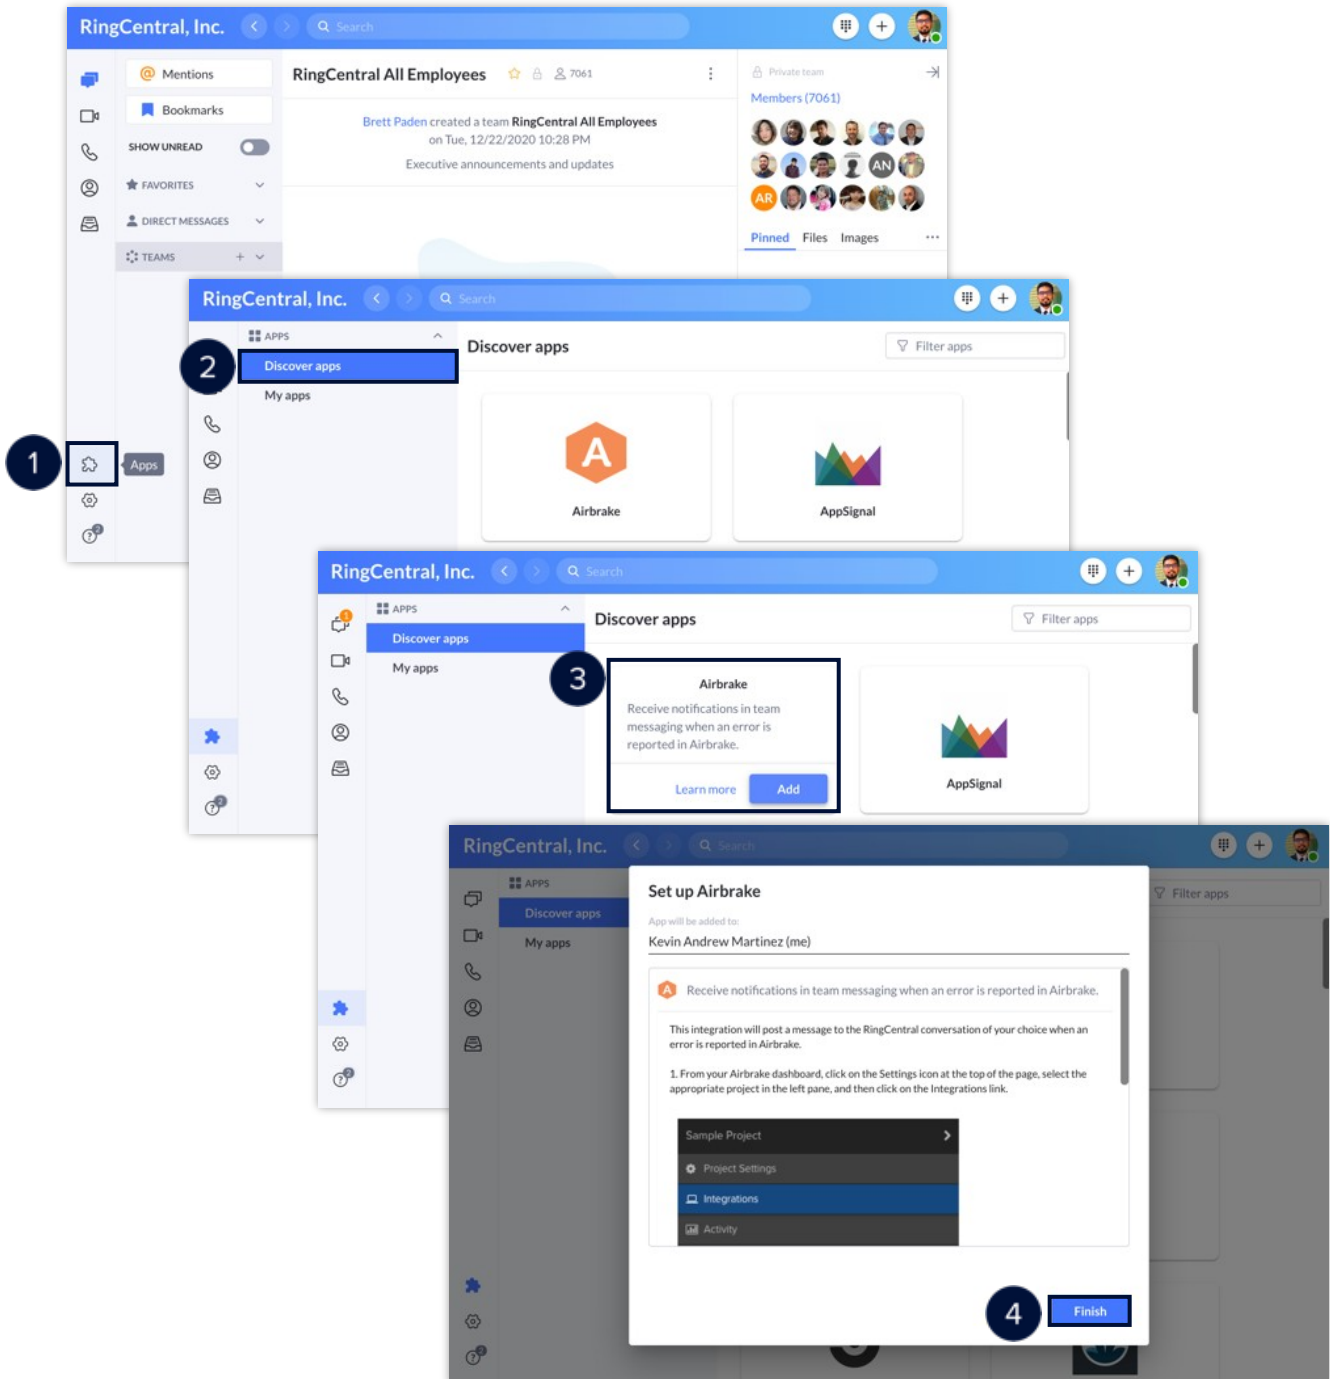 RingCentral, Inc.
Search
Mentions
Bookmarks
SHOW UNREAD
FAVORITES
DIRECT MESSAGES
TEAMS
RingCentral All Employees
7061
Brett Paden created a team RingCentral All Employees
on Tue, 12/22/2020 10:28 PM
Executive announcements and updates
Private team
Members (7061)
AN
AR
Pinned Files Images
1
Apps
2
RingCentral, Inc.
Search
APPS
Discover apps
My apps
Discover apps
Filter apps
A
Airbrake
AppSignal
2
2
RingCentral, Inc.
Search
1
APPS
Discover apps
My apps
Discover apps
Filter apps
3
Airbrake
Receive notifications in team
messaging when an error is
reported in Airbrake.
Learn more
Add
AppSignal
2
RingCentral, Inc.
Search
APPS
Discover apps
My apps
Filter apps
Set up Airbrake
App will be added to:
Kevin Andrew Martinez (me)
A
Receive notifications in team messaging when an error is reported in Airbrake.
This integration will post a message to the RingCentral conversation of your choice when an
error is reported in Airbrake.
1. From your Airbrake dashboard, click on the Settings icon at the top of the page, select the
appropriate project in the left pane, and then click on the Integrations link.
Sample Project
Project Settings
Integrations
Activity
4
Finish
2